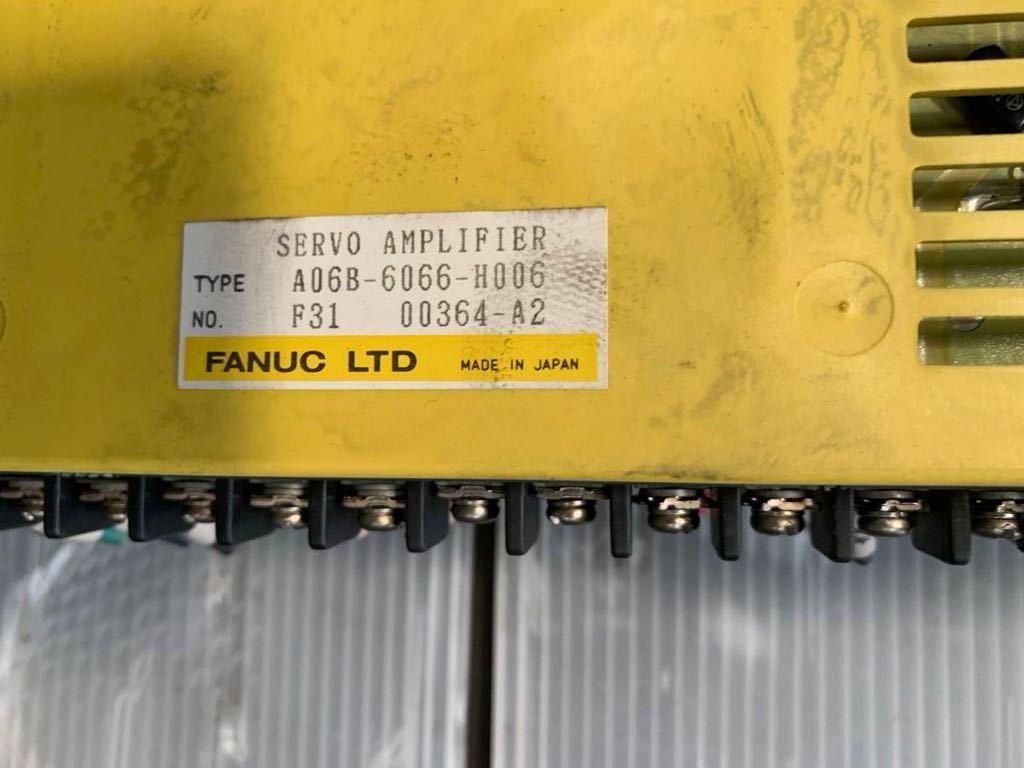 SERVO AMPLIFIER
TYPE A06B-6066-H006
NO. F31 00364-A2
FANUC LTD MADE IN JAPAN